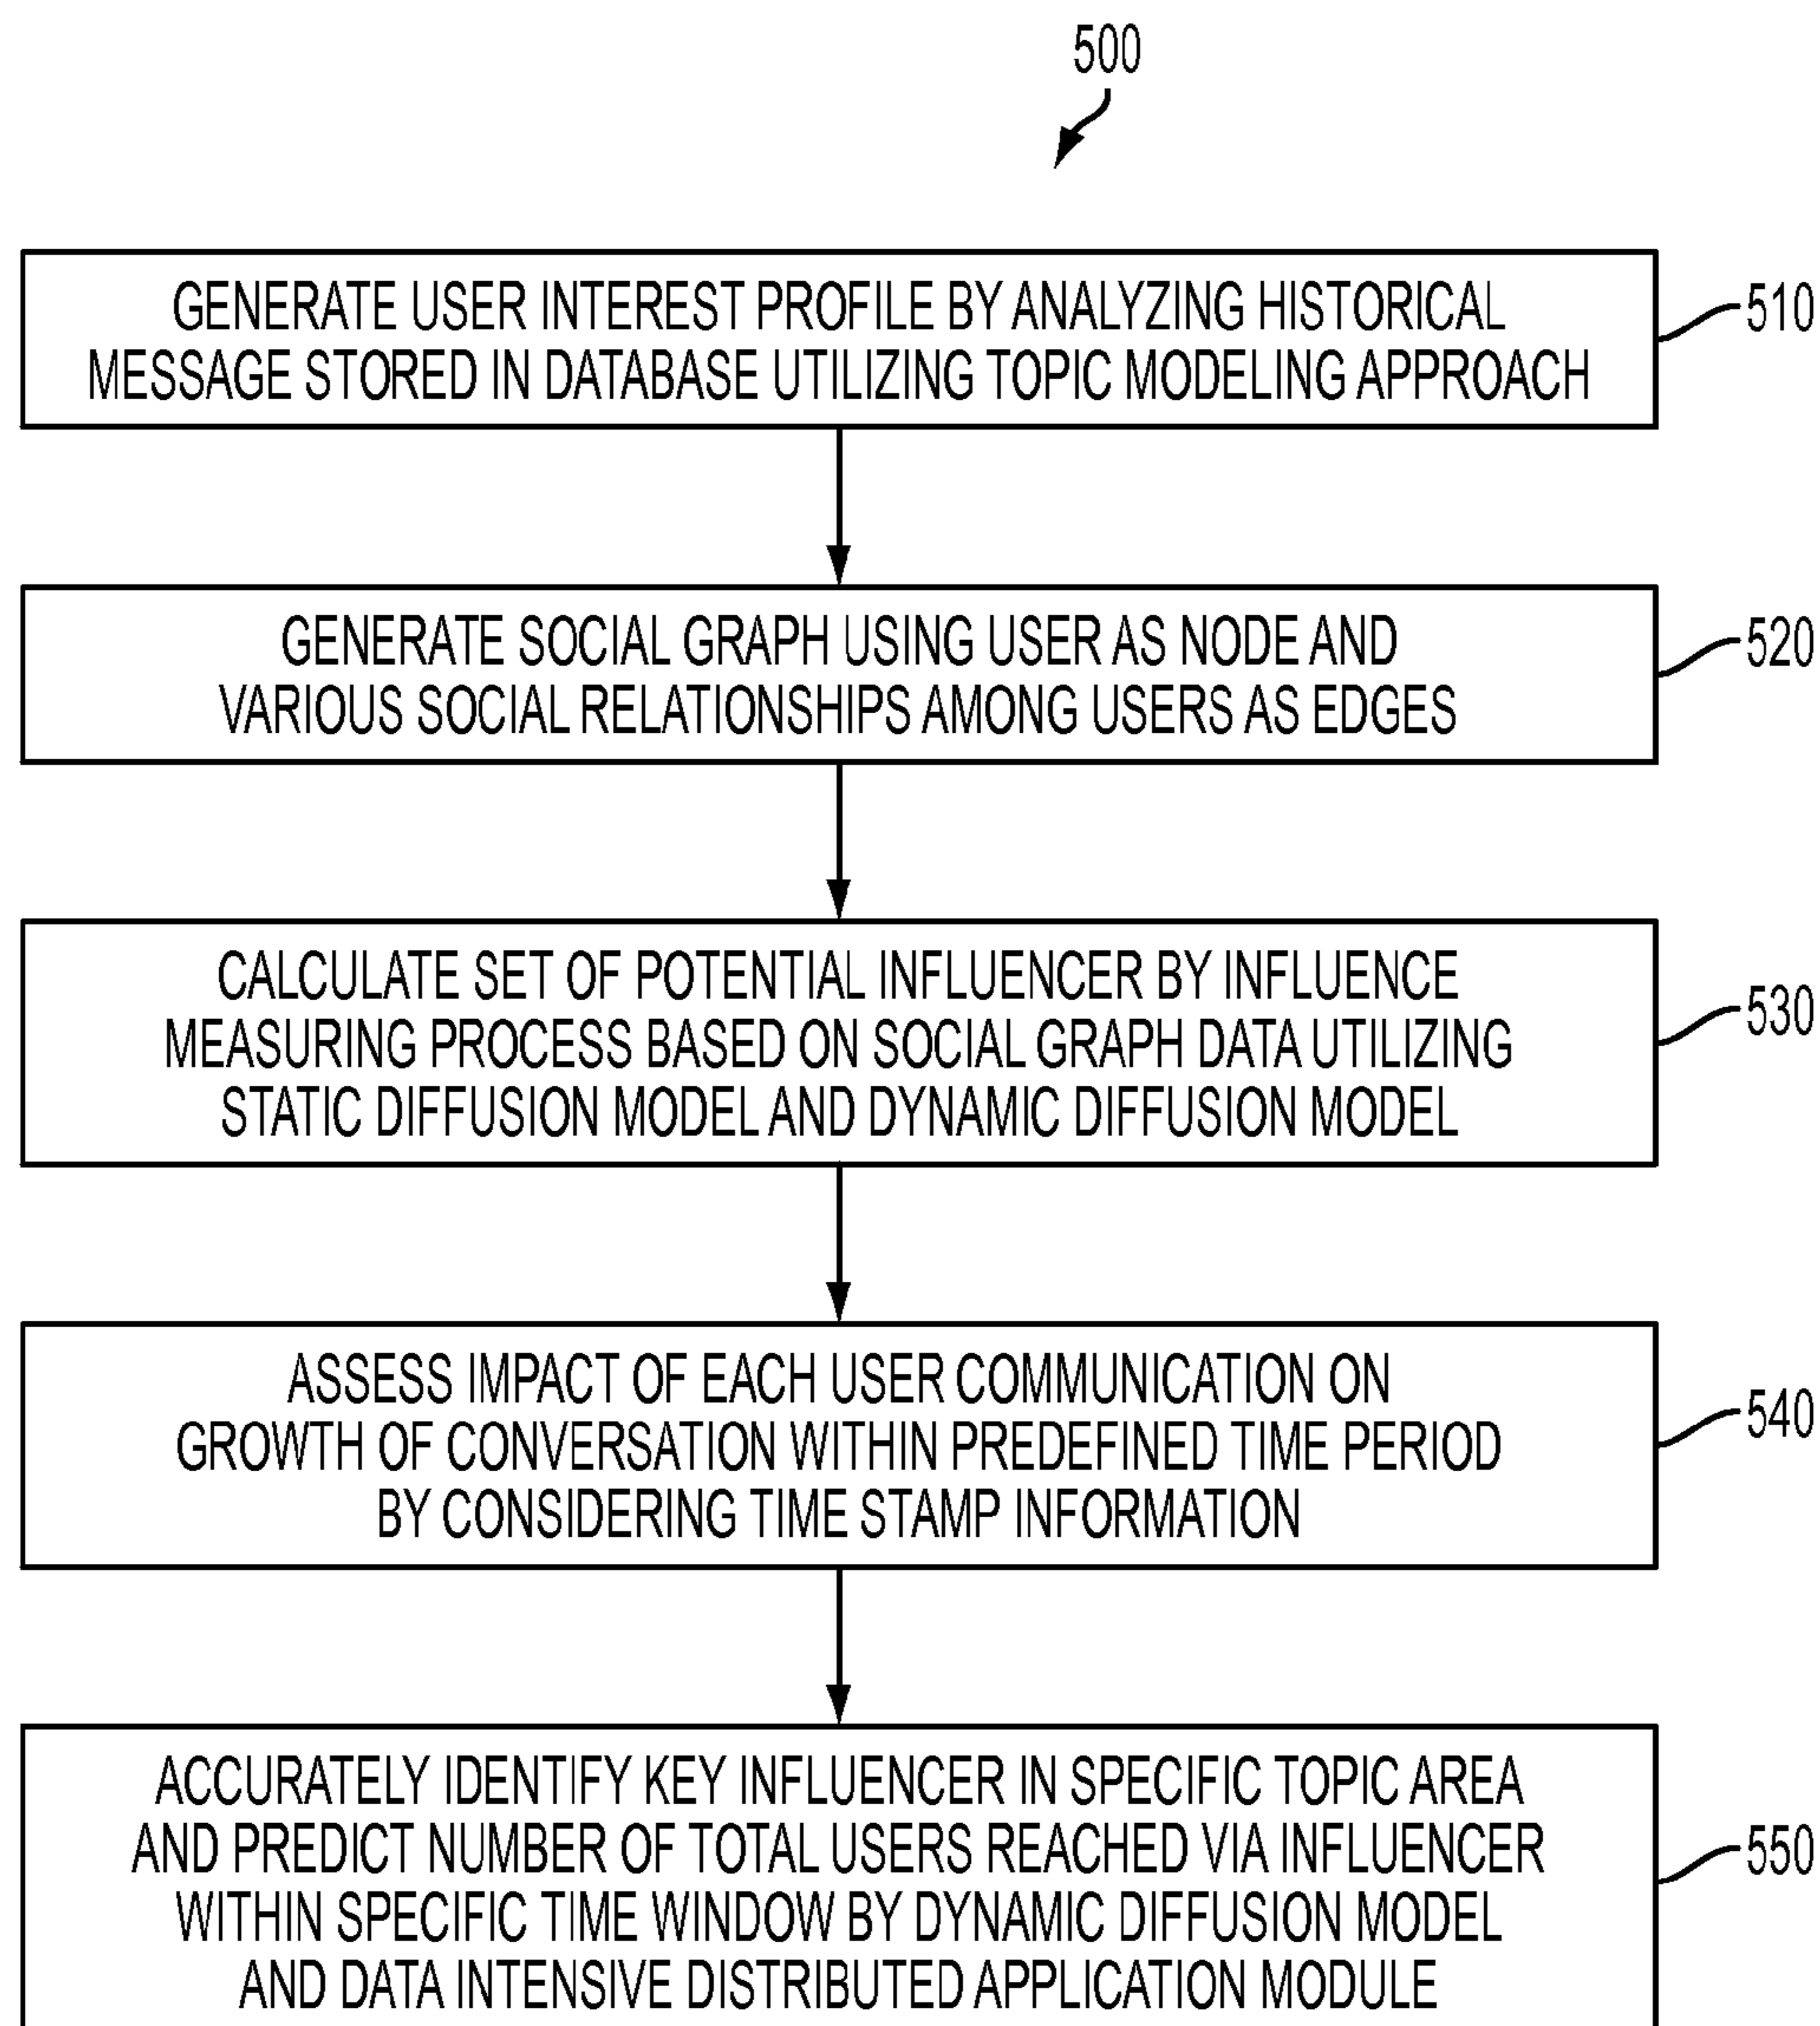 500
GENERATE USER INTEREST PROFILE BY ANALYZING HISTORICAL
MESSAGE STORED IN DATABASE UTILIZING TOPIC MODELING APPROACH
510
GENERATE SOCIAL GRAPH USING USER AS NODE AND
VARIOUS SOCIAL RELATIONSHIPS AMONG USERS AS EDGES
520
CALCULATE SET OF POTENTIAL INFLUENCER BY INFLUENCE
MEASURING PROCESS BASED ON SOCIAL GRAPH DATA UTILIZING
STATIC DIFFUSION MODEL AND DYNAMIC DIFFUSION MODEL
530
ASSESS IMPACT OF EACH USER COMMUNICATION ON
GROWTH OF CONVERSATION WITHIN PREDEFINED TIME PERIOD
BY CONSIDERING TIME STAMP INFORMATION
540
ACCURATELY IDENTIFY KEY INFLUENCER IN SPECIFIC TOPIC AREA
AND PREDICT NUMBER OF TOTAL USERS REACHED VIA INFLUENCER
WITHIN SPECIFIC TIME WINDOW BY DYNAMIC DIFFUSION MODEL
AND DATA INTENSIVE DISTRIBUTED APPLICATION MODULE
550